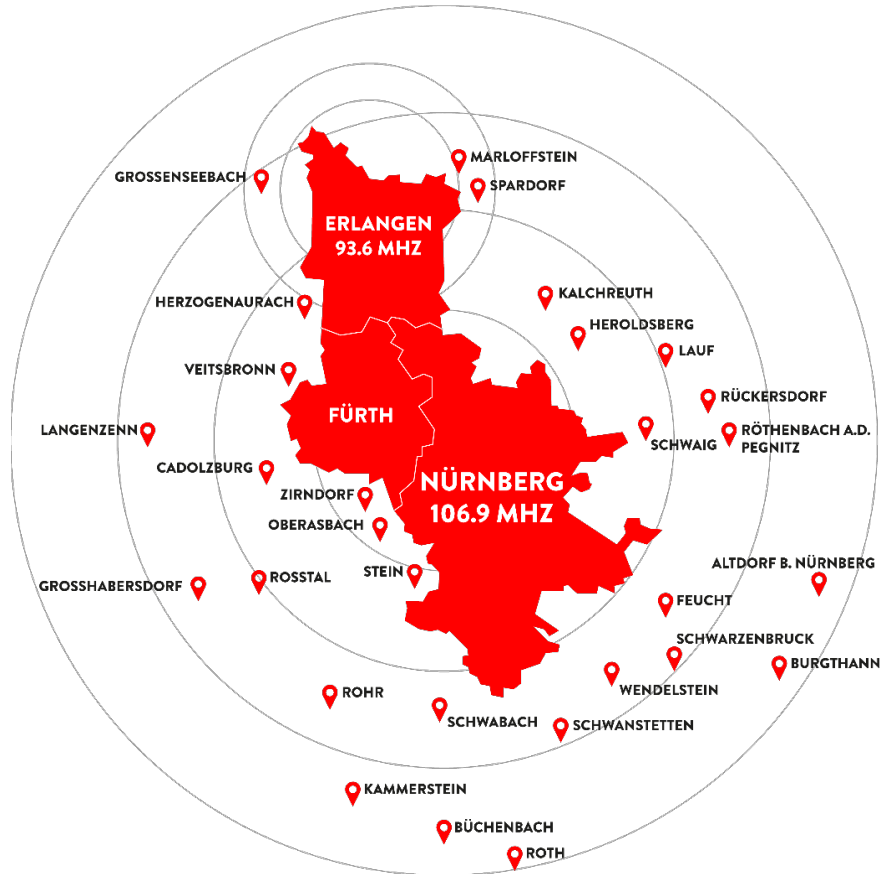 MARLOFFSTEIN
GROSSENSEEBACH
SPARDORF
ERLANGEN
93.6 MHZ
KALCHREUTH
HERZOGENAURACH
HEROLDSBERG
LAUF
VEITSBRONN
RÜCKERSDORF
FÜRTH
LANGENZENN
RÖTHENBACH A.D.
PEGNITZ
SCHWAIG
CADOLZBURG
NÜRNBERG
106.9 MHZ
ZIRNDORF
OBERASBACH
ALTDORF B. NÜRNBERG
STEIN
ROSSTAL
GROSSHABERSDORF
FEUCHT
SCHWARZENBRUCK
BURGTHANN
WENDELSTEIN
ROHR
SCHWABACH
SCHWANSTETTEN
KAMMERSTEIN
BÜCHENBACH
ROTH